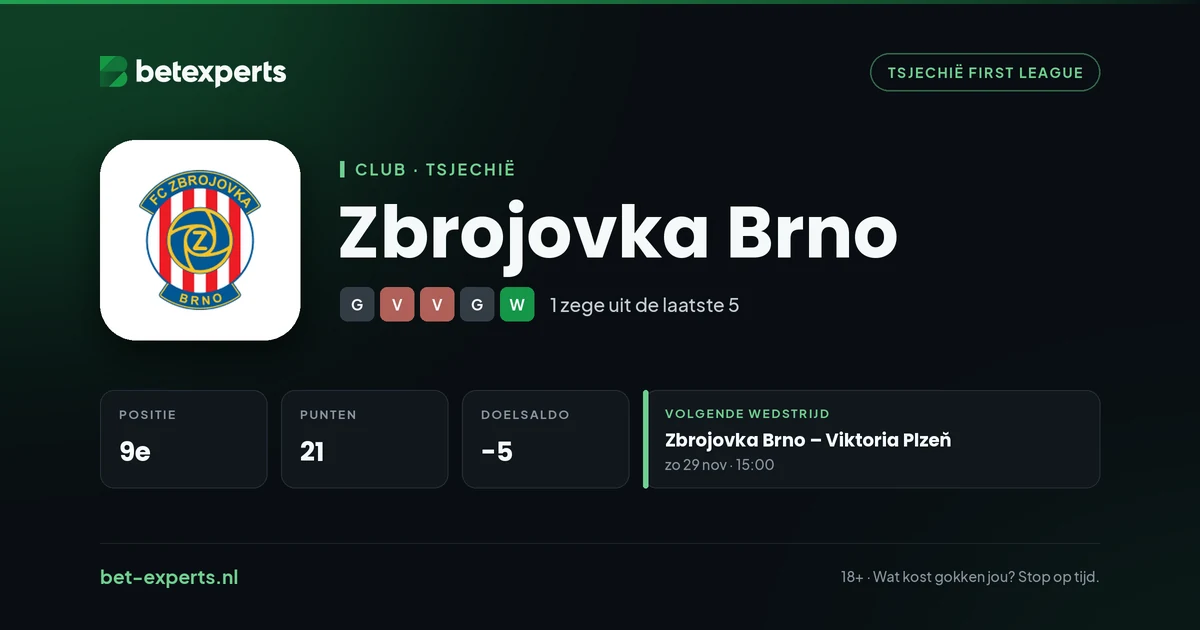 betexperts
TSJECHIË FIRST LEAGUE
FC ZBROJOVKA
Z
BRNO
CLUB · TSJECHIË
Zbrojovka Brno
G V V G W 1 zege uit de laatste 5
POSITIE
9e
PUNTEN
21
DOELSALDO
-5
VOLGENDE WEDSTRIJD
Zbrojovka Brno – Viktoria Plzeň
zo 29 nov · 15:00
bet-experts.nl
18+ · Wat kost gokken jou? Stop op tijd.